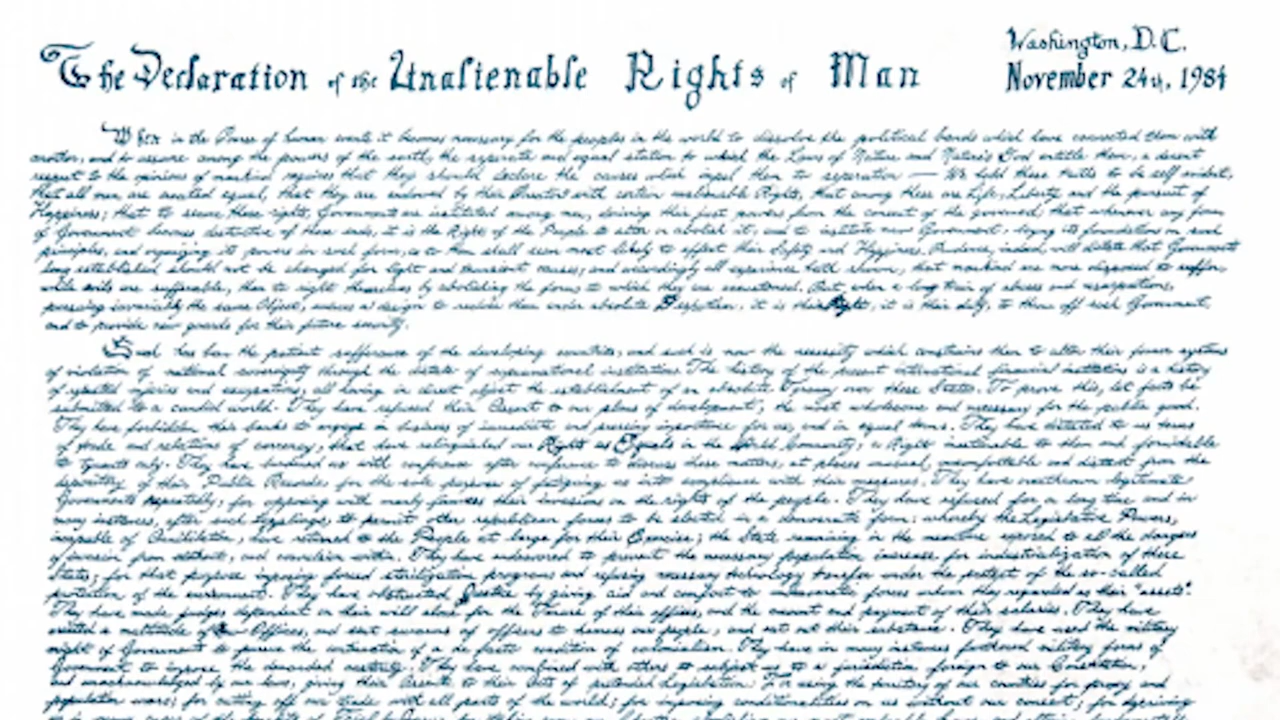 The Declaration of the Unalienable Rights of Man
Washington, D.C.
November 24th, 1984
When in the Course of human events it becomes necessary for the peoples in the world to dissolve the political bands which have connected them with
another, and to assume among the powers of the earth, the separate and equal station to which the Laws of Nature and Nature's God entitle them, a decent
respect to the opinions of mankind requires that they should declare the causes which impel them to separation — We hold these truths to be self evident,
that all men are created equal, that they are endowed by their Creator with certain unalienable Rights, that among these are Life, Liberty and the pursuit of
Happiness; that to secure these rights, Governments are instituted among men, deriving their just powers from the consent of the governed; that whenever any form
of Government becomes destructive of these ends, it is the Right of the People to alter or abolish it, and to institute new Government, laying its foundation on such
principles, and organizing its powers in such form, as to them shall seem most likely to effect their Safety and Happiness. Prudence, indeed, will dictate that Government
long established should not be changed for light and transient causes; and accordingly all experience hath shown, that mankind are more disposed to suffer,
while evils are sufferable, than to right themselves by abolishing the forms to which they are accustomed. But, when a long train of abuses and usurpations,
pursuing invariably the same Object, evinces a design to reduce them under absolute Despotism, it is their Right, it is their duty, to throw off such Government,
and to provide new guards for their future security.
Such has been the patient sufferance of the developing countries, and such is now the necessity which constrains them to alter their former systems
of violation of national sovereignty through the of supranational institutions. The history of the present international financial institutions is a history
of repeated injuries and usurpations, all having in direct object the establishment of an absolute Tyranny over these States. To prove this, let facts be
submitted to a candid world. They have refused their Assent to our plans of development, the most wholesome and necessary for the public good.
They have forbidden their banks to engage in business of immediate and pressing importance for us, and in equal terms. They have dictated to us terms
of trade and relations of currency, that have relinquished our Right as Equals in the World Community, a Right inestimable to them and formidable
to tyrants only. They have burdened us with conference after conference to discuss these matters, at places unusual, uncomfortable and distant from the
depository of their Public Records for the sole purpose of fatiguing us into compliance with their measures. They have overthrown legitimate
Governments repeatedly, for opposing with manly firmness their invasions on the rights of the people. They have refused for a long time and in
many instances, after such topplings, to permit other republican forces to be elected in a democratic form; whereby the Legislative Powers,
incapable of Annihilation, have returned to the People at large for their Exercise; the State remaining in the meantime exposed to all the dangers
of invasion from without, and convulsion within. They have endeavored to prevent the necessary population increase for industrialization of these
States; for that purpose imposing forced sterilization programs and refusing necessary technology transfer under the pretext of the so-called
protection of the environment. They have obstructed Justice by giving aid and comfort to forces whom they regarded as their "assets".
They have made judges dependent on their will alone for the Tenure of their offices, and the amount and payment of their salaries. They have
created a multitude of New Offices, and sent swarms of officers to harass our people, and eat out their substance. They have used the military
might of Government to pursue the of a de facto condition of colonialism. They have in many instances military forces of
Government to impose the They have combined with others to subject us to a jurisdiction foreign to our Constitution,
and unacknowledged by our laws, giving their Assent to their Acts of pretended Legislation: For using the territory of our countries for proxy and
population wars; for cutting off our trade with all parts of the world; for imposing conditionalities on us without our consent; for depriving